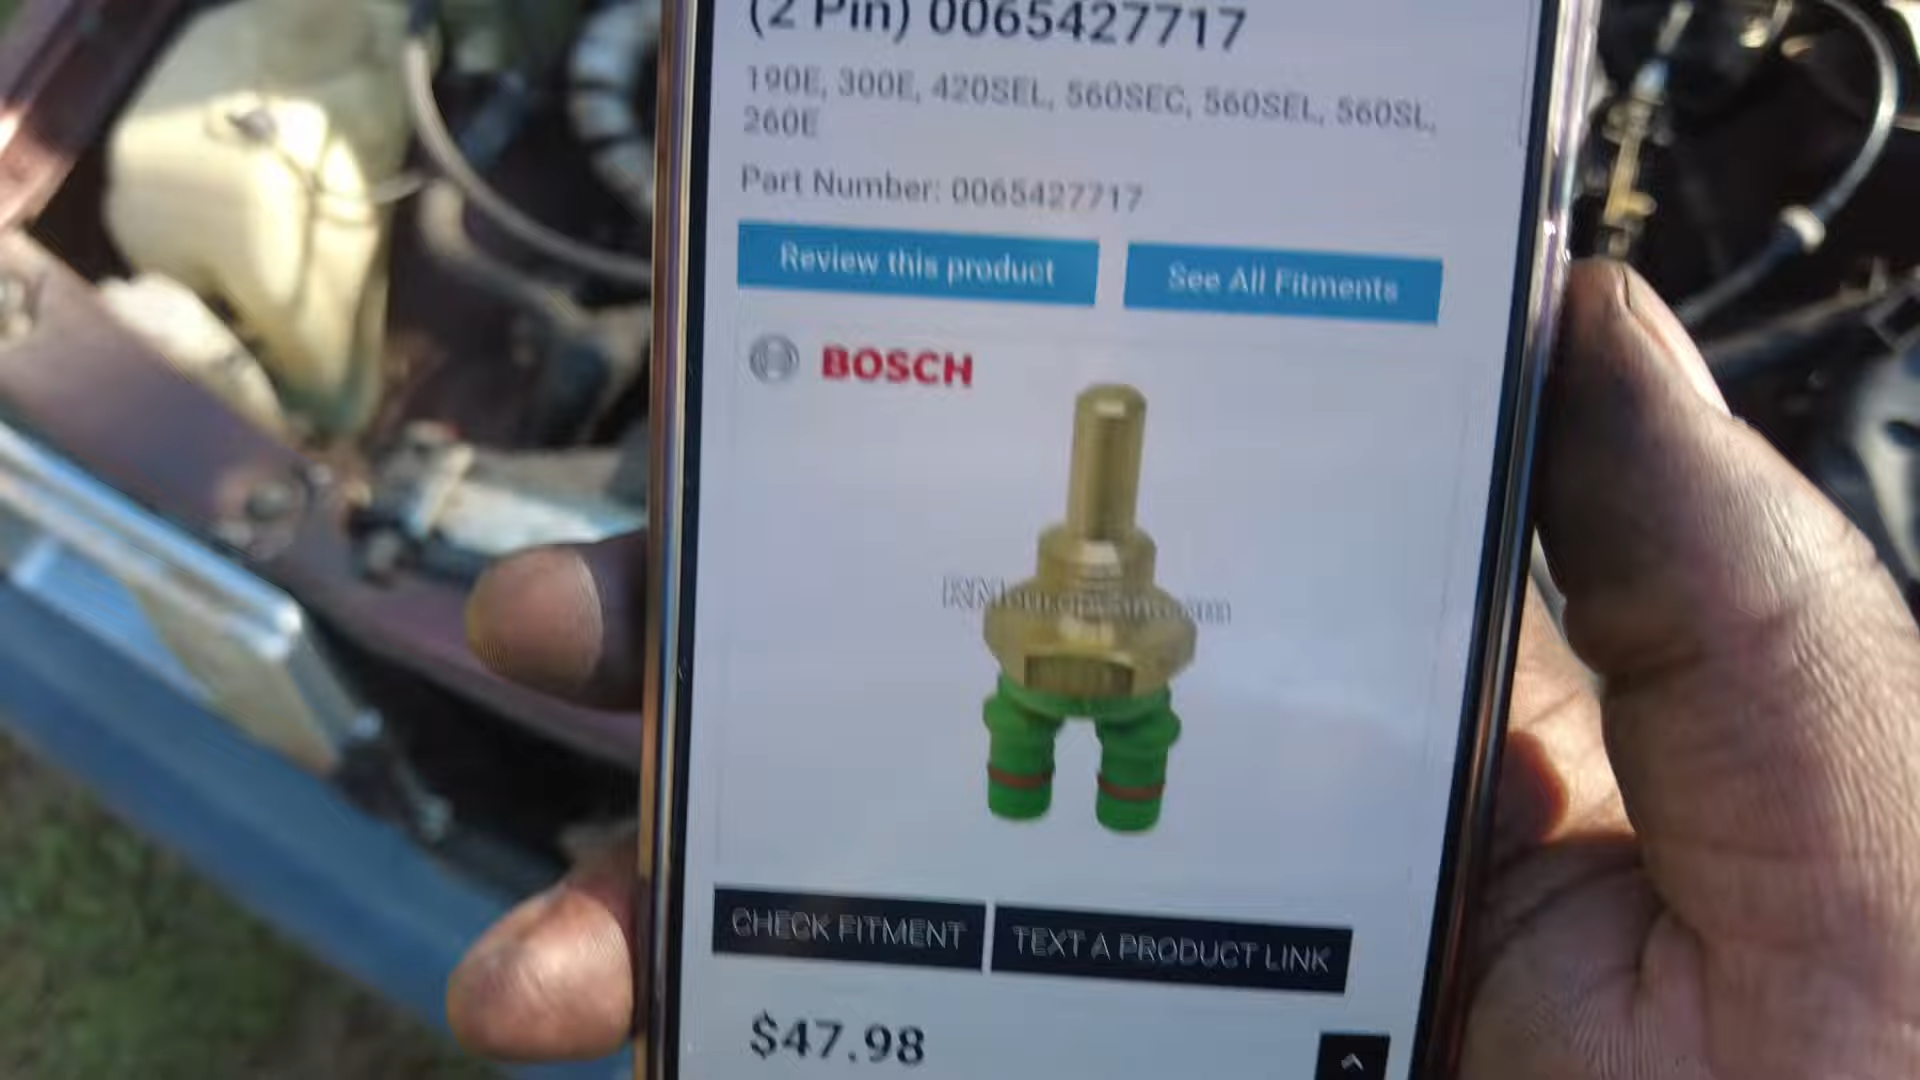 (2 Pin) 0065427717
190E, 300E, 420SEL, 560SEC, 560SEL, 560SL,
260E
Part Number: 0065427717
Review this product
See All Fitments
BOSCH
CHECK FITMENT
TEXT A PRODUCT LINK
$47.98